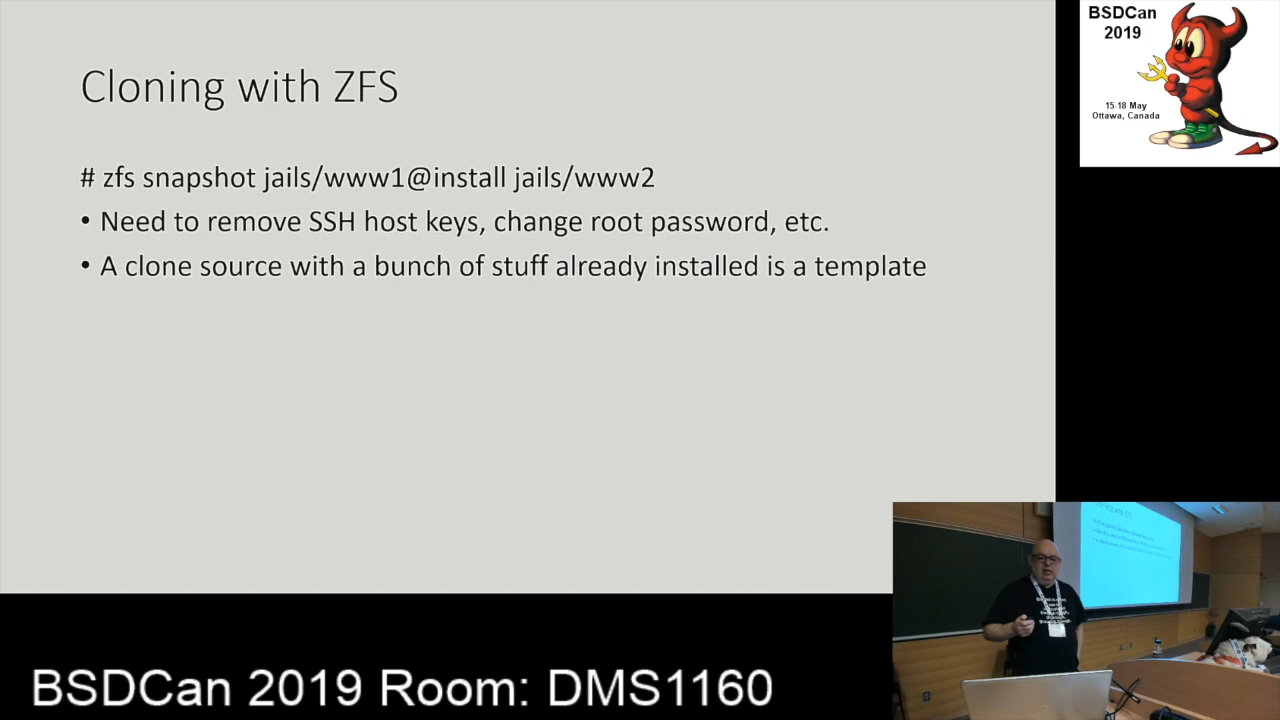 Cloning with ZFS
# zfs snapshot jails/www1@install jails/www2
• Need to remove SSH host keys, change root password, etc.
• A clone source with a bunch of stuff already installed is a template
BSDCan
2019
15-18 May
Ottawa, Canada
BSDCan 2019 Room: DMS1160